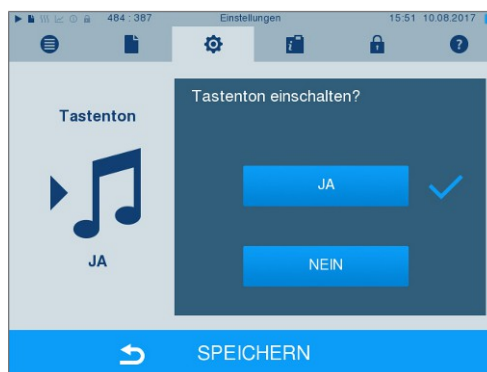 484 : 387 Einstellungen 15:51 10.08.2017
Tastenton
JA
Tastenton einschalten?
JA
NEIN
SPEICHERN